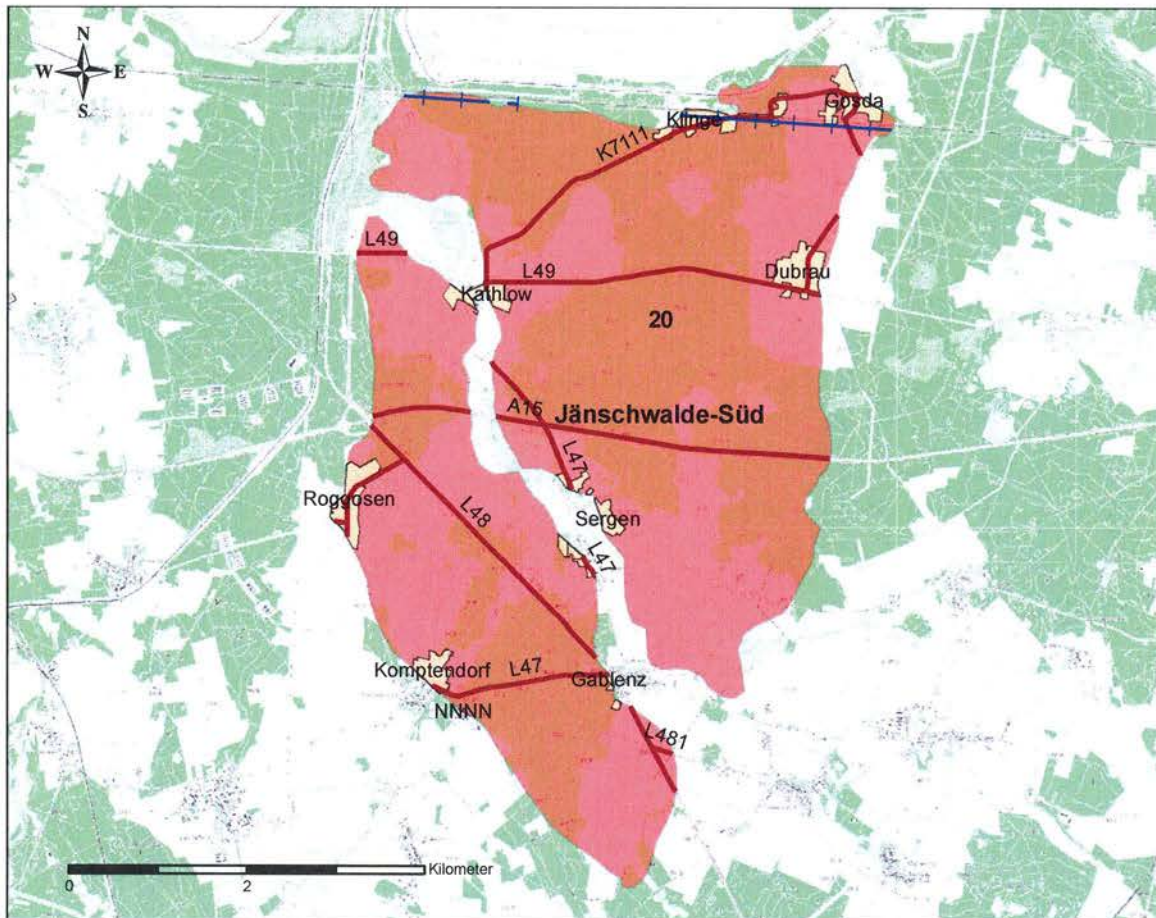 N
W E
S
Gosda
Klinge
K7111
L49
L49
Dubrau
Kathlow
20
A15
Jänschwalde-Süd
L47
Roggosen
L48
Sergen
L47
Komptendorf
L47
Gablenz
NNNN
L481
Kilometer
0 2